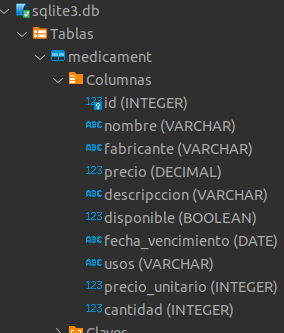 sqlite3.db
Tablas
medicament
Columnas
123 id (INTEGER)
ABC nombre (VARCHAR)
ABC fabricante (VARCHAR)
123 precio (DECIMAL)
ABC descripccion (VARCHAR)
123 disponible (BOOLEAN)
ABC fecha_vencimiento (DATE)
ABC usos (VARCHAR)
123 precio_unitario (INTEGER)
123 cantidad (INTEGER)
Claves